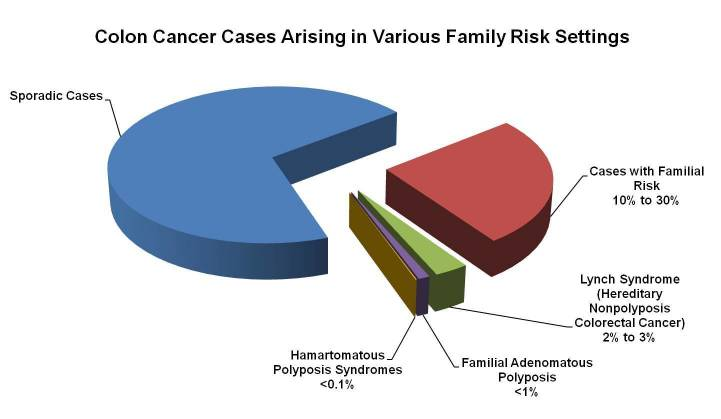 Colon Cancer Cases Arising in Various Family Risk Settings
Sporadic Cases
Cases with Familial
Risk
10% to 30%
Lynch Syndrome
(Hereditary
Nonpolyposis
Colorectal Cancer)
2% to 3%
Familial Adenomatous
Polyposis
<1%
Hamartomatous
Polyposis Syndromes
<0.1%